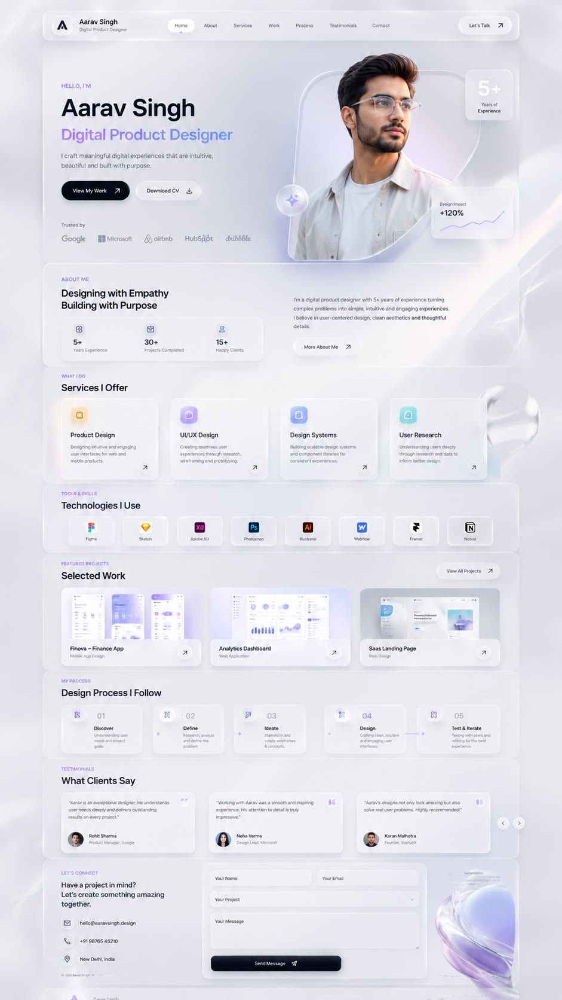 Aarav Singh
Digital Product Designer
Home
About
Services
Work
Process
Testimonials
Contact
Let's Talk
HELLO, I'M
Aarav Singh
Digital Product Designer
I craft meaningful digital experiences that are intuitive,
beautiful and built with purpose.
View My Work
Download CV
Trusted by
Google
Microsoft
airbnb
HubSpot
dribbble
5+
Years of
Experience
Design Impact
+120%
ABOUT ME
Designing with Empathy
Building with Purpose
5+
Years Experience
30+
Projects Completed
15+
Happy Clients
I'm a digital product designer with 5+ years of experience turning
complex problems into simple, intuitive and engaging experiences.
I believe in user-centered design, clean aesthetics and thoughtful
details.
More About Me
WHAT I DO
Services I Offer
Product Design
Designing intuitive and engaging
user interfaces for web and
mobile products.
UI/UX Design
Creating seamless user
experiences through research,
wireframing and prototyping.
Design Systems
Building scalable design systems
and component libraries for
consistent experiences.
User Research
Understanding users deeply
through research and data to
inform better design.
TOOLS & SKILLS
Technologies I Use
Figma
Sketch
Xd
Adobe XD
Ps
Photoshop
Ai
Illustrator
Webflow
Framer
Notion
FEATURED PROJECTS
Selected Work
View All Projects
Finova – Finance App
Mobile App Design
Analytics Dashboard
Web Application
Saas Landing Page
Web Design
MY PROCESS
Design Process I Follow
01
Discover
Understanding user
needs and project
goals.
02
Define
Research, analyze
and define the
problem.
03
Ideate
Brainstorm and
create wireframes
& concepts.
04
Design
Crafting clean, intuitive
and engaging user
interfaces.
05
Test & Iterate
Testing with users and
refining for the best
experience.
TESTIMONIALS
What Clients Say
"Aarav is an exceptional designer. He understands
user needs deeply and delivers outstanding
results on every project."
Rohit Sharma
Product Manager, Google
"Working with Aarav was a smooth and inspiring
experience. His attention to detail is truly
impressive."
Neha Verma
Design Lead, Microsoft
"Aarav's designs not only look amazing but also
solve real user problems. Highly recommended!"
Karan Malhotra
Founder, StartupX
LET'S CONNECT
Have a project in mind?
Let's create something amazing
together.
hello@aaravsingh.design
+91 98765 43210
New Delhi, India
Your Name
Your Email
Your Project
Your Message
Send Message